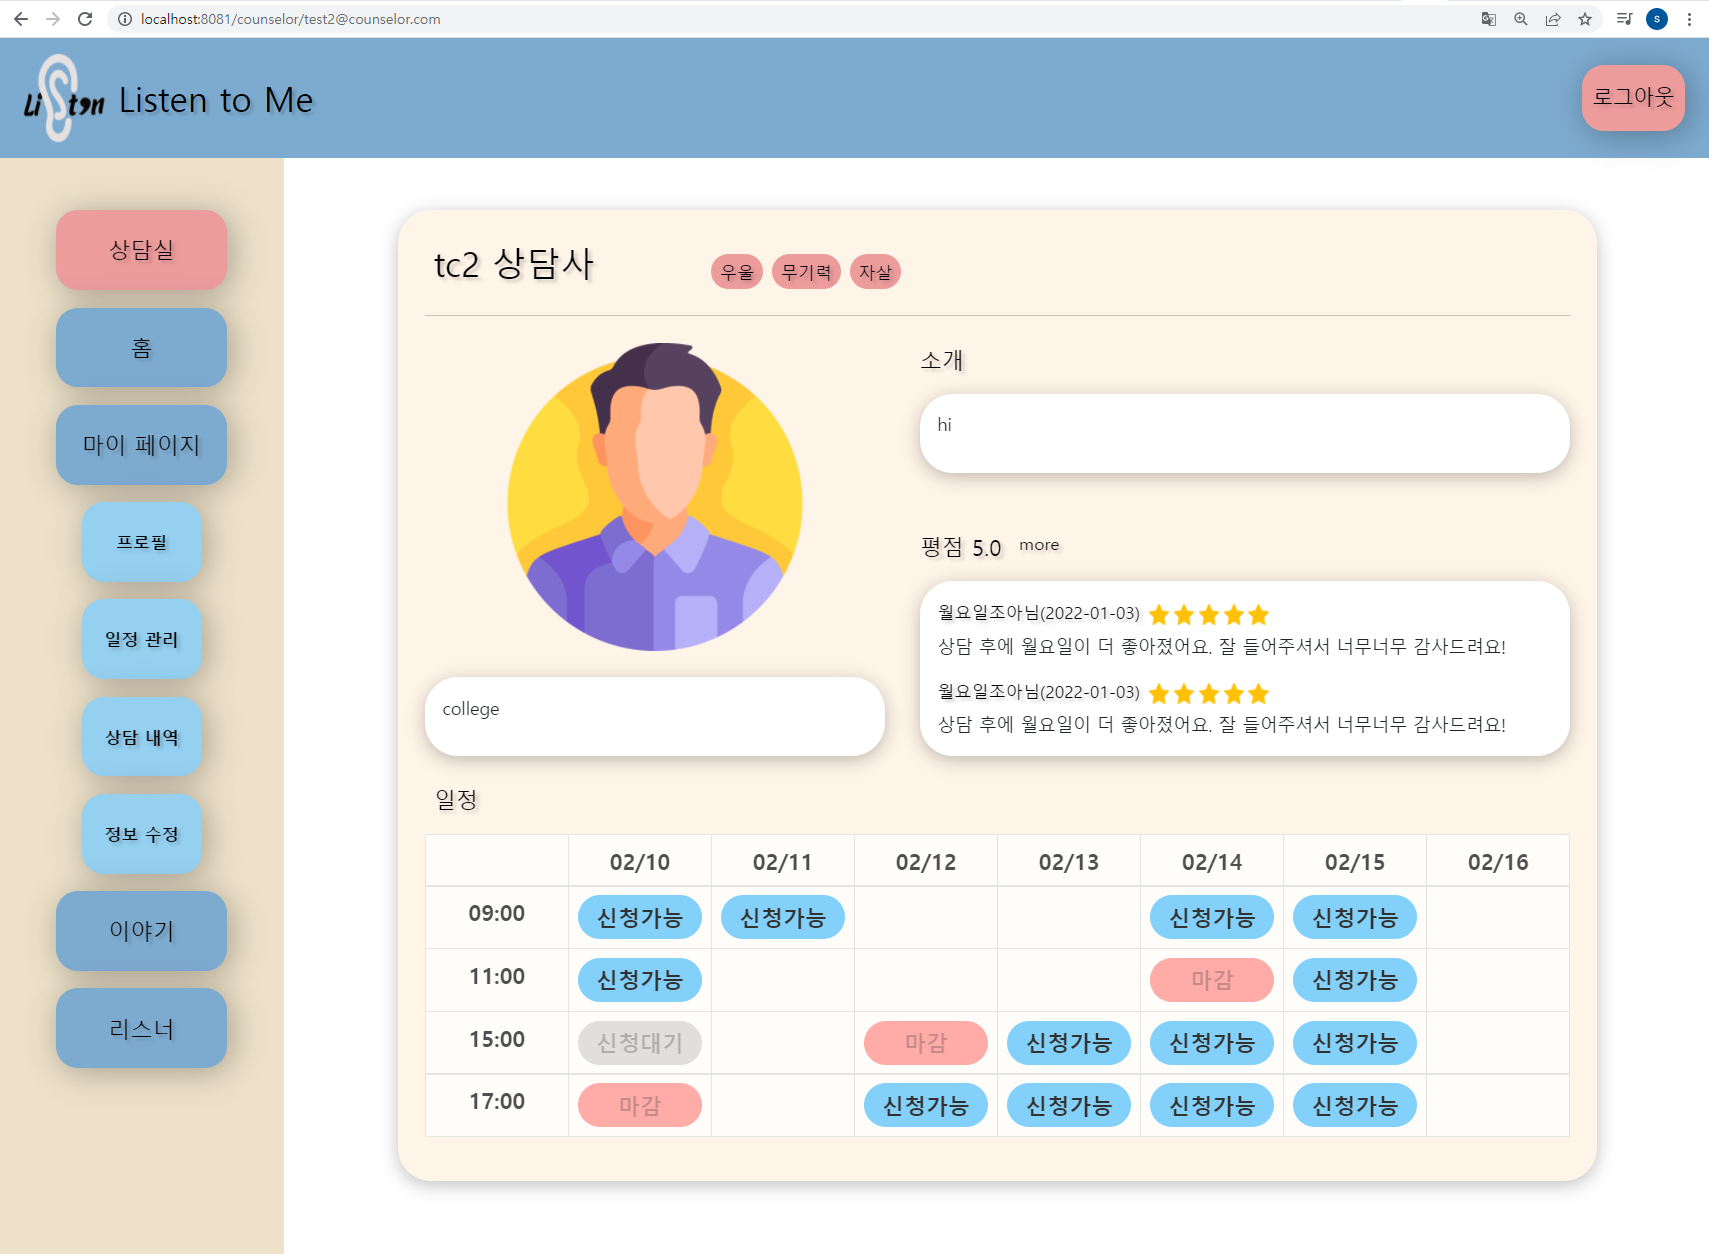 localhost:8081/counselor/test2@counselor.com
S
Listen
Listen to Me
로그아웃
상담실
홈
마이 페이지
프로필
일정 관리
상담 내역
정보 수정
이야기
리스너
tc2 상담사
우울 무기력 자살
소개
hi
평점 5.0 more
월요일조아님(2022-01-03)
상담 후에 월요일이 더 좋아졌어요. 잘 들어주셔서 너무너무 감사드려요!
월요일조아님(2022-01-03)
상담 후에 월요일이 더 좋아졌어요. 잘 들어주셔서 너무너무 감사드려요!
college
일정
02/10 02/11 02/12 02/13 02/14 02/15 02/16
09:00 신청가능 신청가능 신청가능 신청가능
11:00 신청가능 마감 신청가능
15:00 신청대기 마감 신청가능 신청가능 신청가능
17:00 마감 신청가능 신청가능 신청가능 신청가능